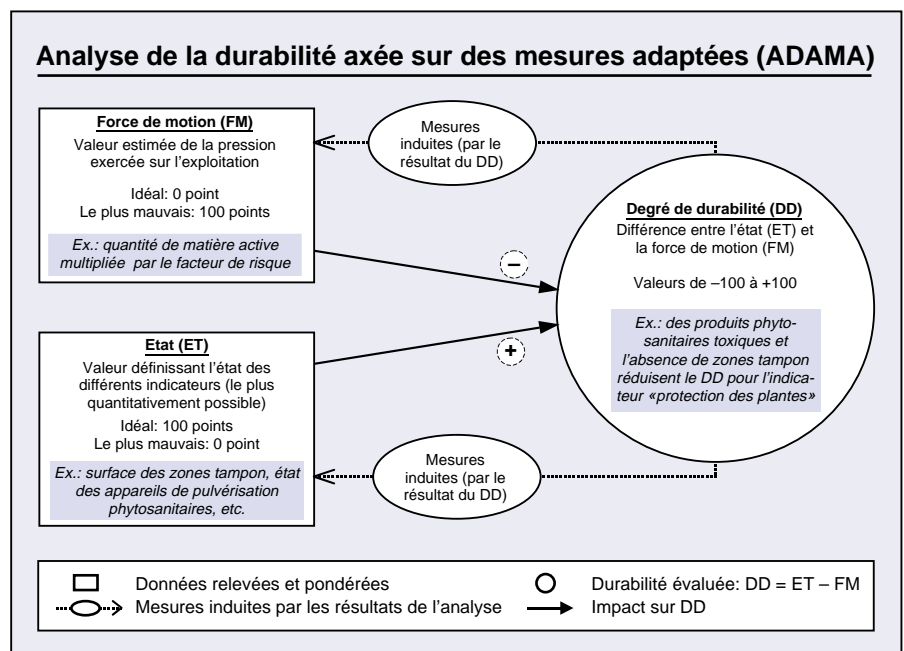 Analyse de la durabilité axée sur des mesures adaptées (ADAMA)
Force de motion (FM)
Valeur estimée de la pression
exercée sur l'exploitation
Idéal: 0 point
Le plus mauvais: 100 points
Ex.: quantité de matière active
multipliée par le facteur de risque
Mesures
induites (par le
résultat du DD)
Degré de durabilité (DD)
Différence entre l'état (ET) et
la force de motion (FM)
Valeurs de –100 à +100
Ex.: des produits phyto-
sanitaires toxiques et
l'absence de zones tampon
réduisent le DD pour l'indica-
teur «protection des plantes»
–
+
Etat (ET)
Valeur définissant l'état des
différents indicateurs (le plus
quantitativement possible)
Idéal: 100 points
Le plus mauvais: 0 point
Ex.: surface des zones tampon, état
des appareils de pulvérisation
phytosanitaires, etc.
Mesures
induites (par le
résultat du DD)
Données relevées et pondérées
Durabilité évaluée: DD = ET – FM
Mesures induites par les résultats de l'analyse
Impact sur DD